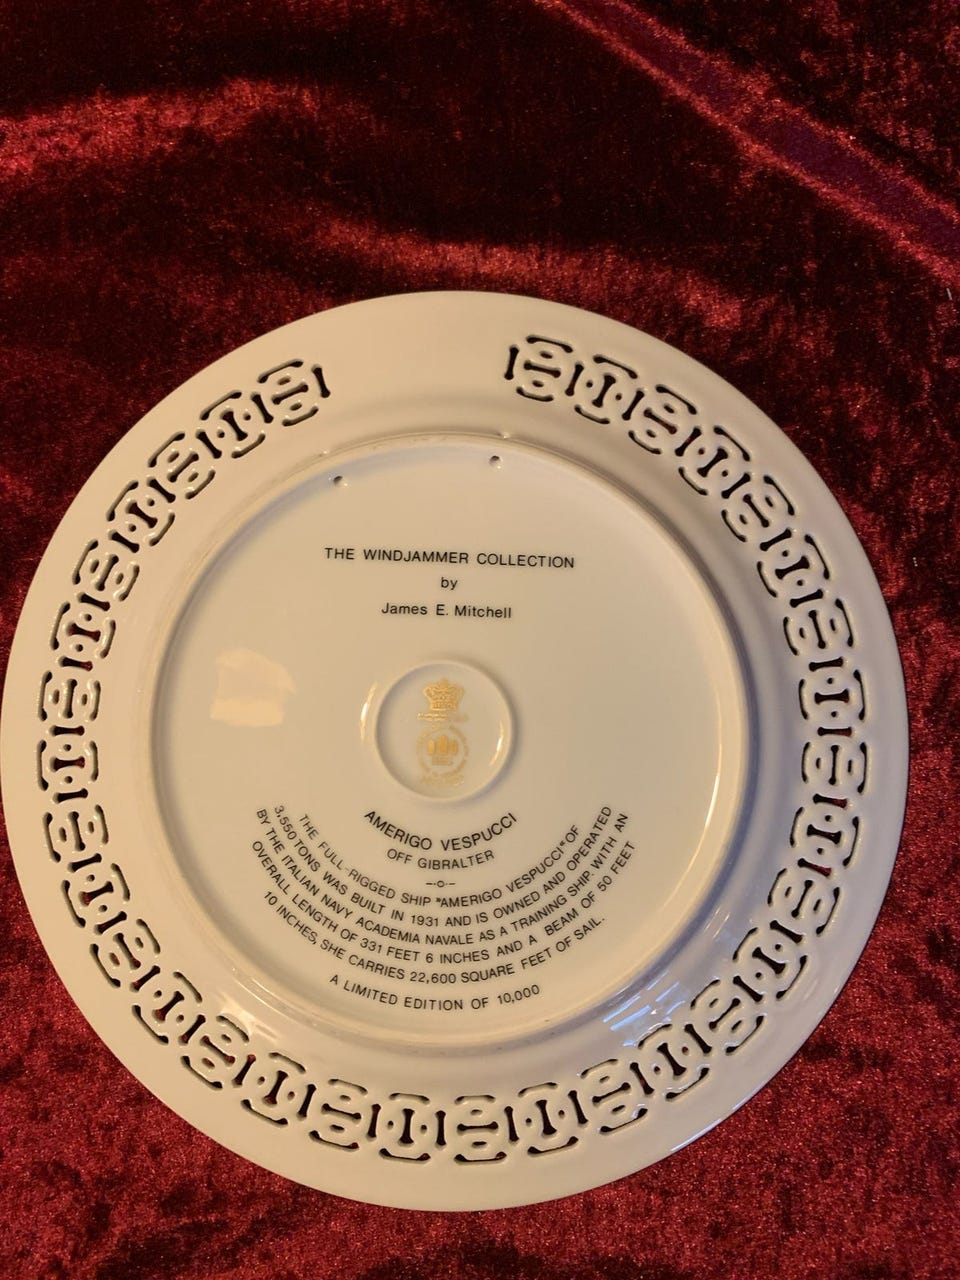 THE WINDJAMMER COLLECTION
by
James E. Mitchell
AMERIGO VESPUCCI
OFF GIBRALTER
THE FULL-RIGGED SHIP "AMERIGO VESPUCCI" OF
3,550 TONS WAS BUILT IN 1931 AND IS OWNED AND OPERATED
BY THE ITALIAN NAVY ACADEMIA NAVALE AS A TRAINING SHIP. WITH AN
OVERALL LENGTH OF 331 FEET 6 INCHES AND A BEAM OF 50 FEET
10 INCHES, SHE CARRIES 22,600 SQUARE FEET OF SAIL.
A LIMITED EDITION OF 10,000